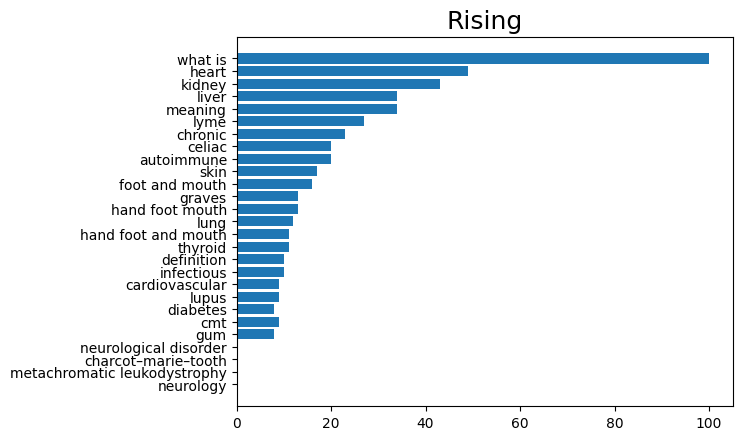 Rising
what is
heart
kidney
liver
meaning
lyme
chronic
celiac
autoimmune
skin
foot and mouth
graves
hand foot mouth
lung
hand foot and mouth
thyroid
definition
infectious
cardiovascular
lupus
diabetes
cmt
gum
neurological disorder
charcot–marie–tooth
metachromatic leukodystrophy
neurology
0 20 40 60 80 100